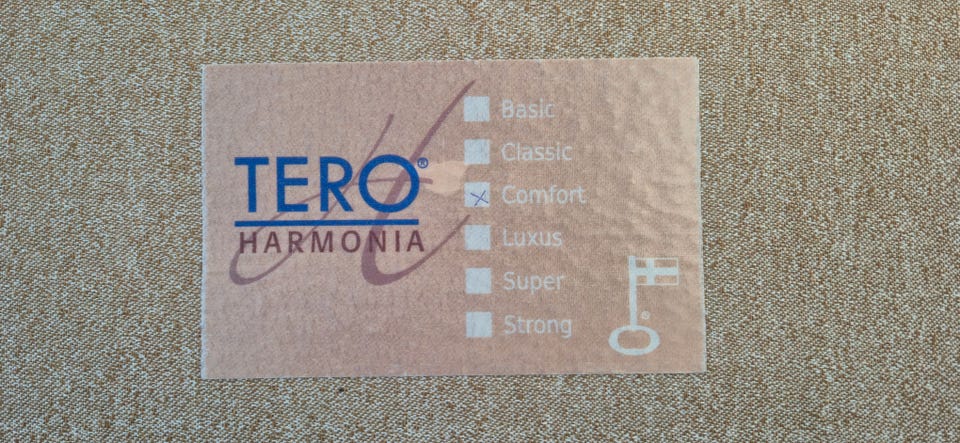 TERO®
HARMONIA
Basic
Classic
Comfort
Luxus
Super
Strong